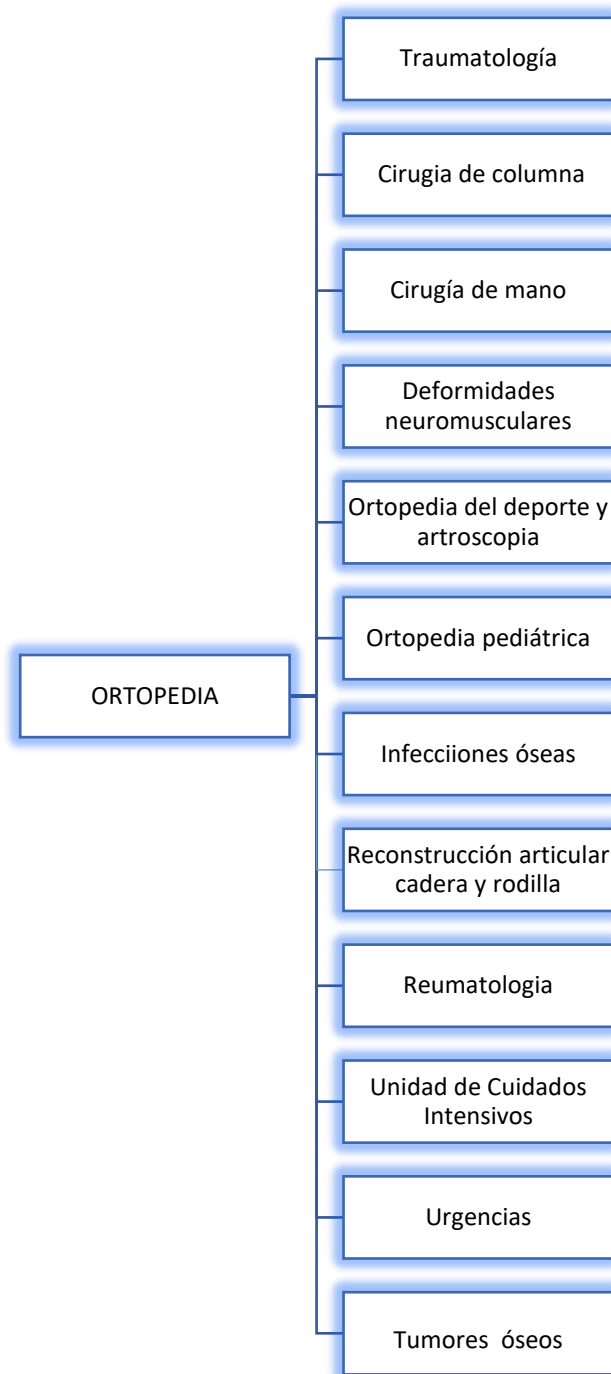 Traumatología
Cirugia de columna
Cirugía de mano
Deformidades
neuromusculares
Ortopedia del deporte y
artroscopia
Ortopedia pediátrica
ORTOPEDIA
Infecciiones óseas
Reconstrucción articular
cadera y rodilla
Reumatologia
Unidad de Cuidados
Intensivos
Urgencias
Tumores  óseos